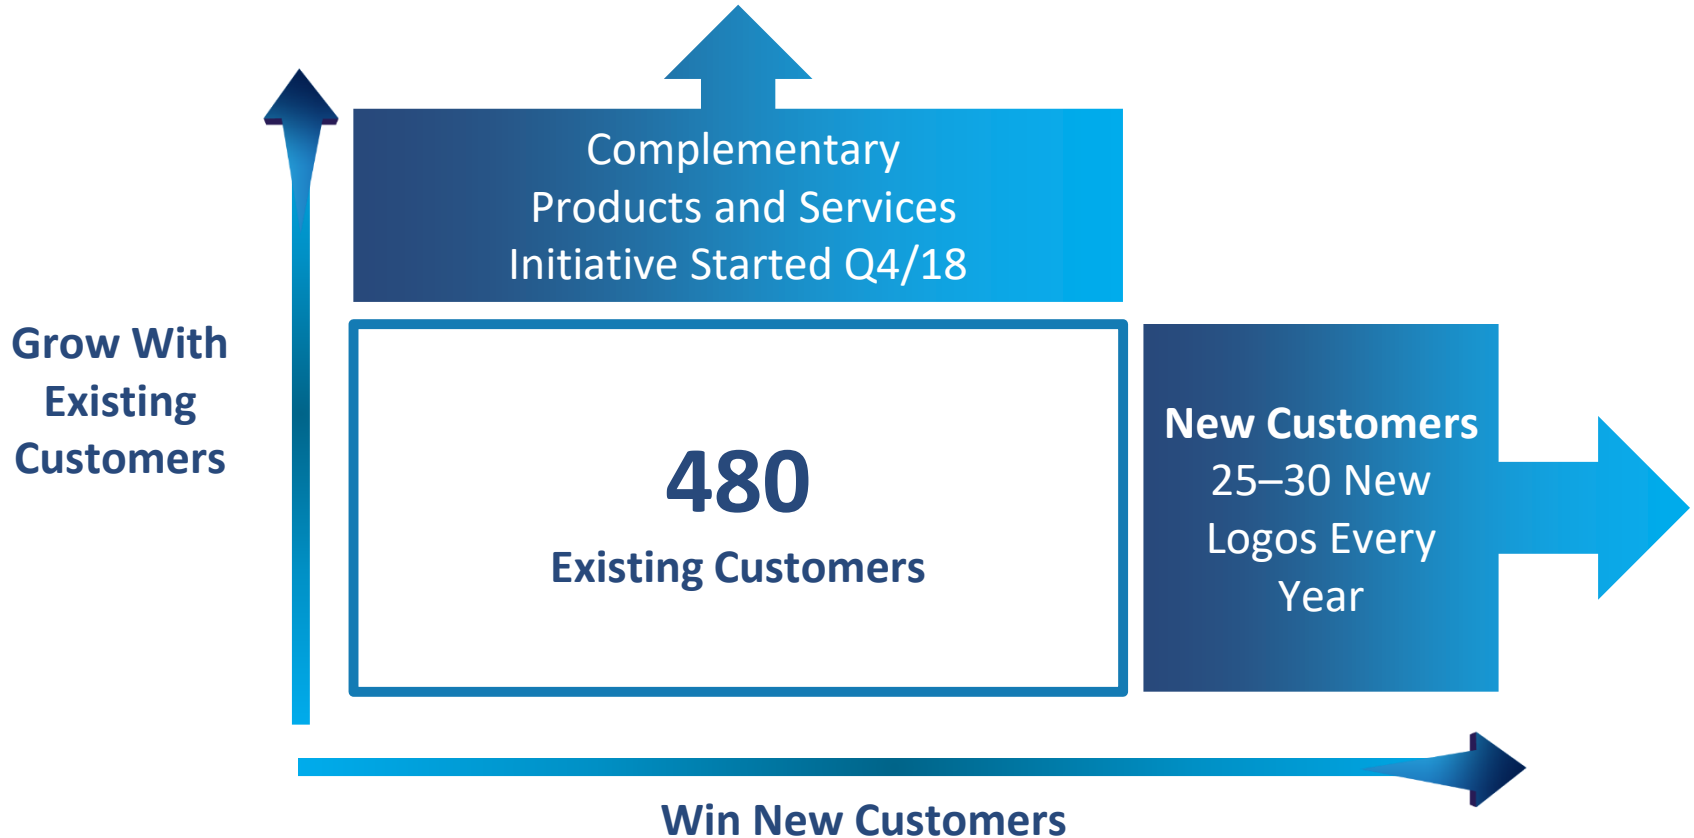 Complementary
Products and Services
Initiative Started Q4/18
Grow With
Existing
Customers
480
Existing Customers
New Customers
25–30 New
Logos Every
Year
Win New Customers